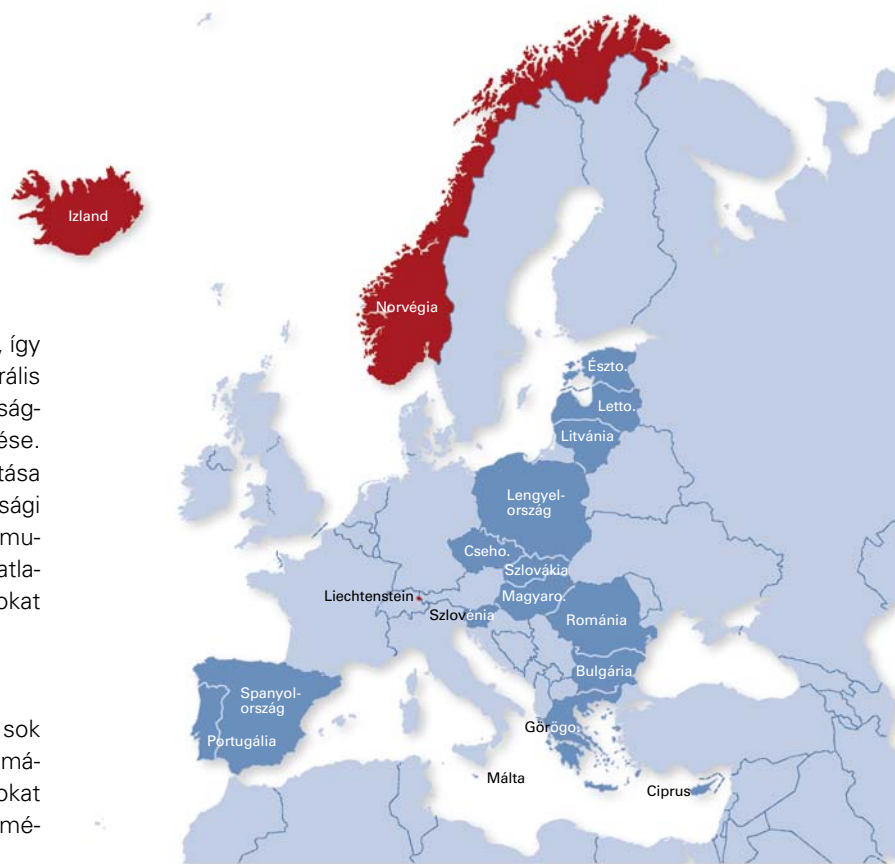 Izland
Norvégia
, így
rális
ság-
ése.
tása
sági
mu-
atla-
okat
sok
má-
okat
mé-
Észto.
Letto.
Litvánia
Lengyel-
ország
Cseho.
Szlovákia
Liechtenstein
Magyaro.
Szlovénia
Románia
Bulgária
Spanyol-
ország
Portugália
Görögo.
Málta
Ciprus